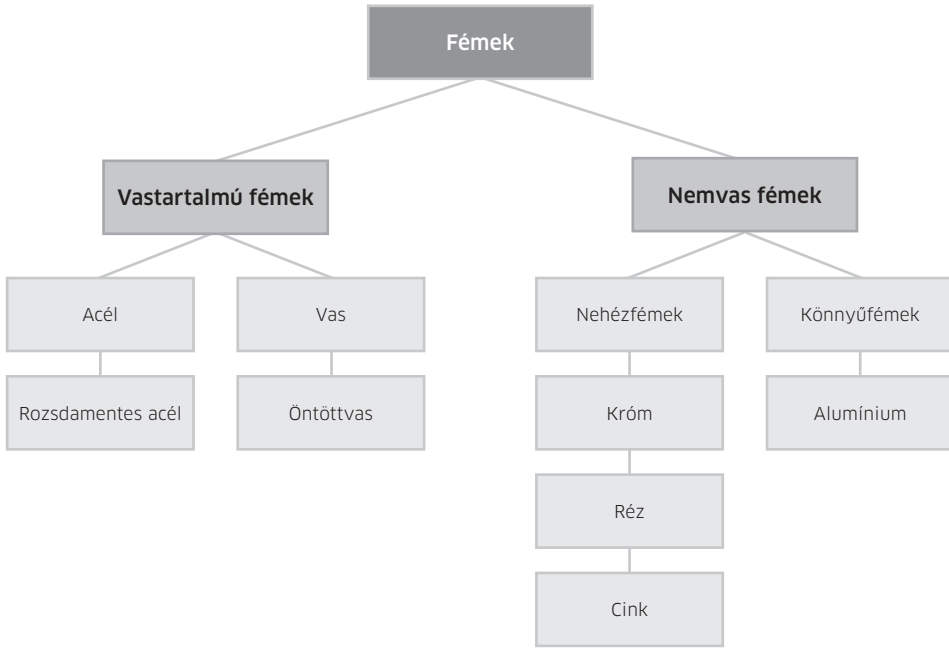 Fémek
Vastartalmú fémek
Nemvas fémek
Acél
Vas
Nehézfémek
Könnyűfémek
Rozsdamentes acél
Öntöttvas
Króm
Alumínium
Réz
Cink